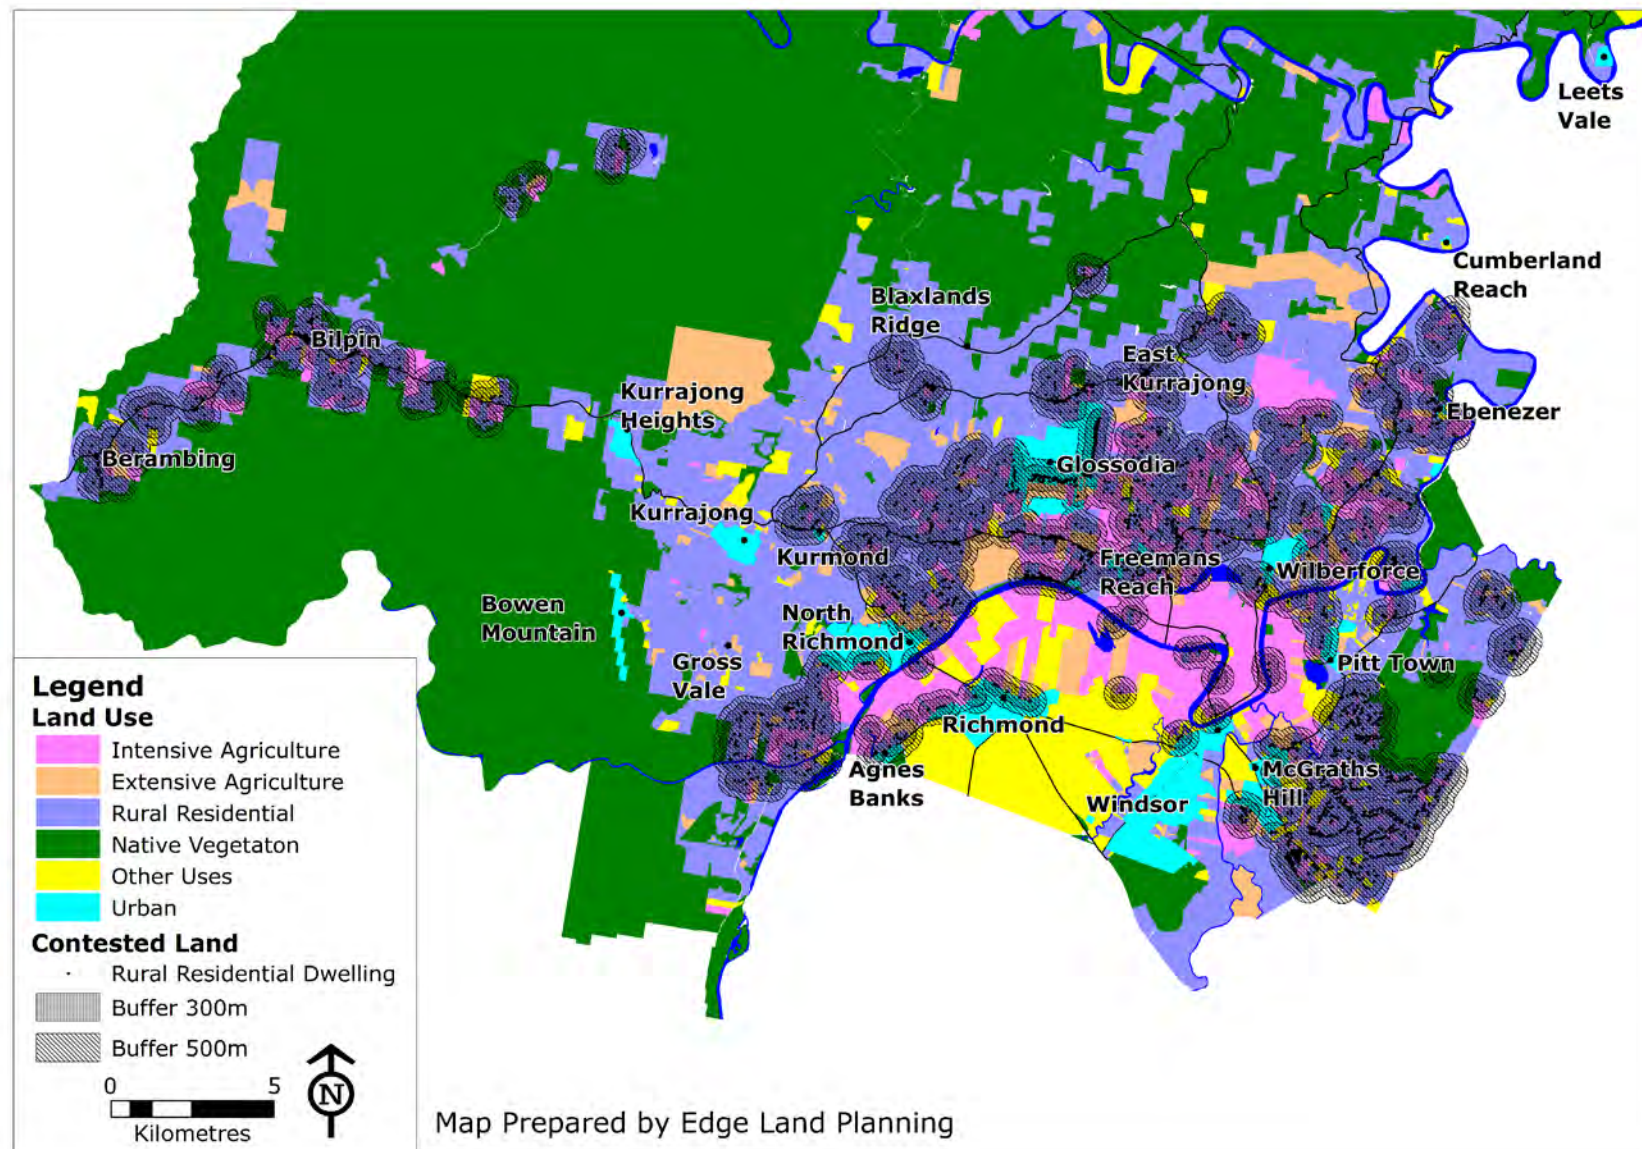 Leets
Vale
Cumberland
Reach
Blaxlands
Ridge
Bilpin
East
Kurrajong
Kurrajong
Heights
Ebenezer
Berambing
Glossodia
Kurrajong
Kurmond
Freemans
Reach
Wilberforce
Bowen
Mountain
North
Richmond
Gross
Vale
Pitt Town
Richmond
Agnes
Banks
McGraths
Hill
Windsor
Legend
Land Use
Intensive Agriculture
Extensive Agriculture
Rural Residential
Native Vegetaton
Other Uses
Urban
Contested Land
Rural Residential Dwelling
Buffer 300m
Buffer 500m
0 5
Kilometres
N
Map Prepared by Edge Land Planning